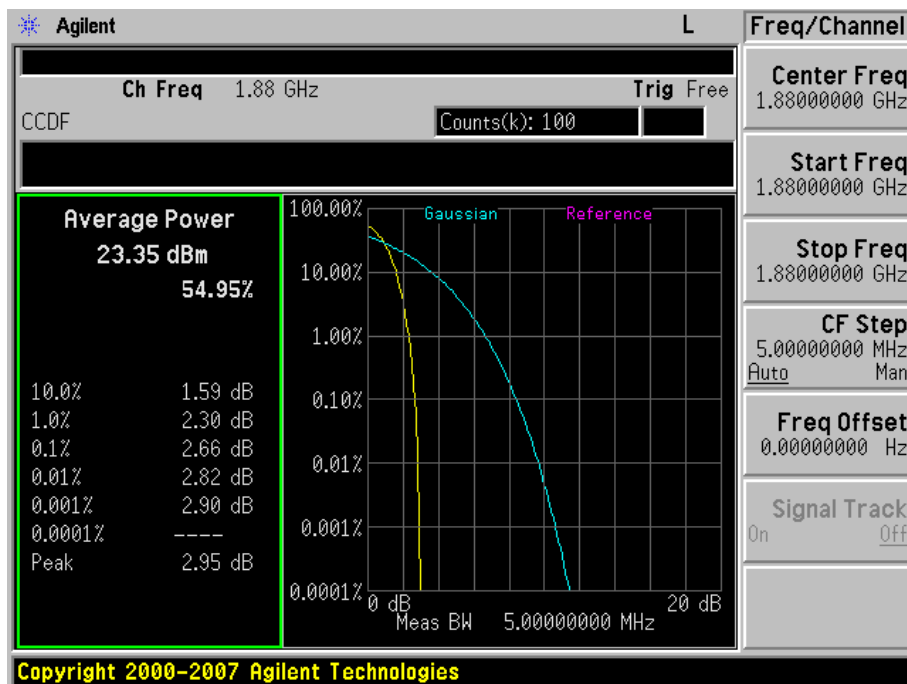 Agilent L
Freq/Channel
Ch Freq 1.88 GHz Trig Free
CCDF Counts(k): 100
Average Power
23.35 dBm
54.95%
10.0% 1.59 dB
1.0% 2.30 dB
0.1% 2.66 dB
0.01% 2.82 dB
0.001% 2.90 dB
0.0001% ----
Peak 2.95 dB
Gaussian Reference
100.00%
10.00%
1.00%
0.10%
0.01%
0.001%
0.0001%
0 dB 20 dB
Meas BW 5.00000000 MHz
Center Freq
1.88000000 GHz
Start Freq
1.88000000 GHz
Stop Freq
1.88000000 GHz
CF Step
5.00000000 MHz
Auto Man
Freq Offset
0.00000000 Hz
Signal Track
On Off
Copyright 2000-2007 Agilent Technologies